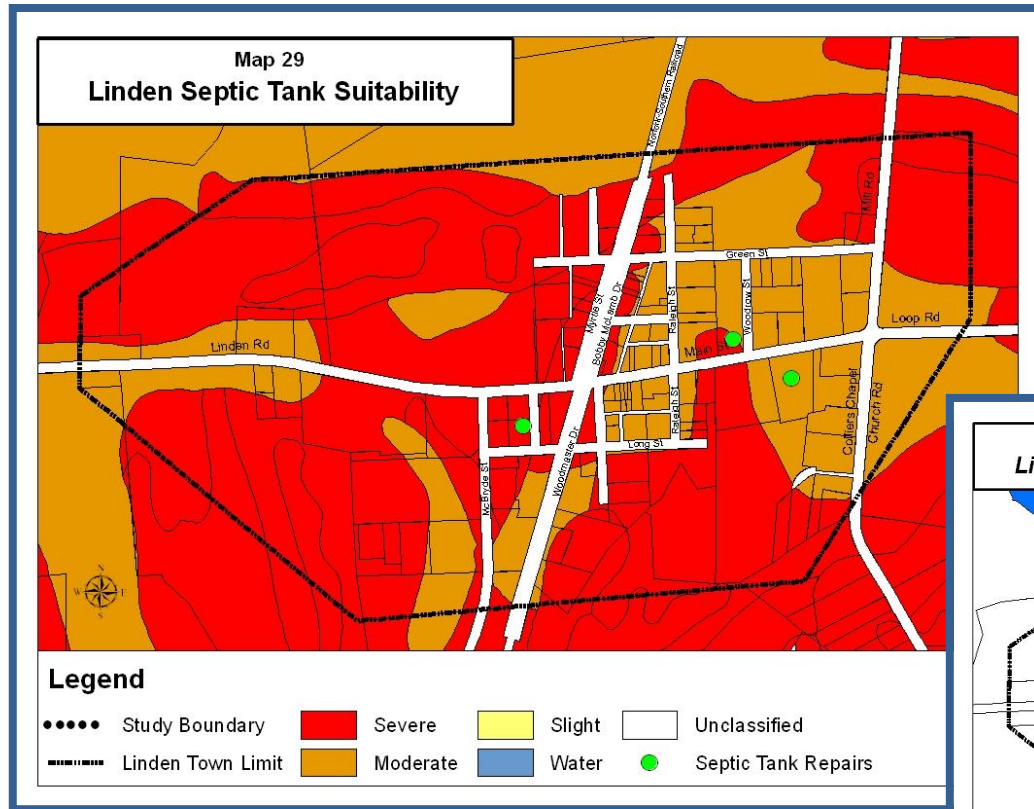 Map 29
Linden Septic Tank Suitability
Norfolk-Southern Railroad
Mill Rd
Green St
Myrtle St
Bobby McLamb Dr
Raleigh St
Woodrow St
Loop Rd
Linden Rd
Main St
Raleigh St
Colliers Chapel
Church Rd
Long St
McBryde St
Woodmaster Dr
N
W
E
S
Li
Legend
Study Boundary
Severe
Slight
Unclassified
Linden Town Limit
Moderate
Water
Septic Tank Repairs